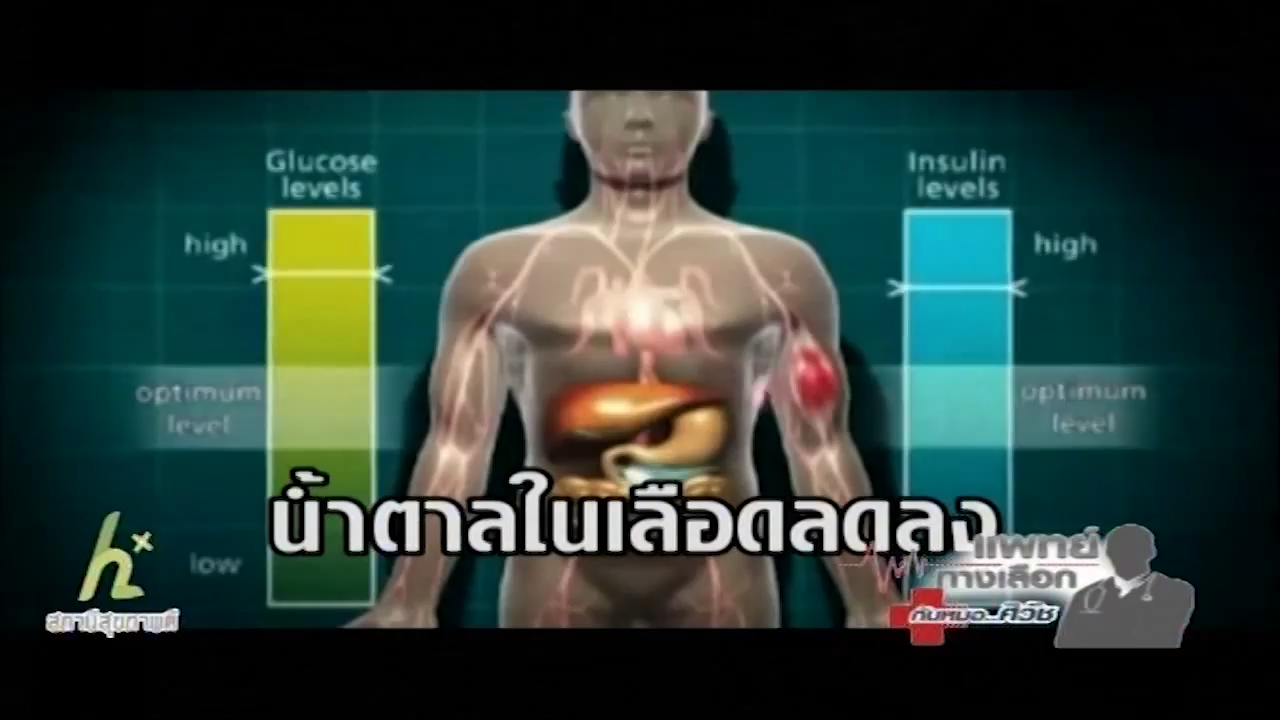 Glucose
levels
high
optimum
level
low
Insulin
levels
high
optimum
level
น้ำตาลในเลือดลดลง
แพทย์
ทางเลือก
กับหมอ..ศิวัช
h+
สถานีสุขภาพดี